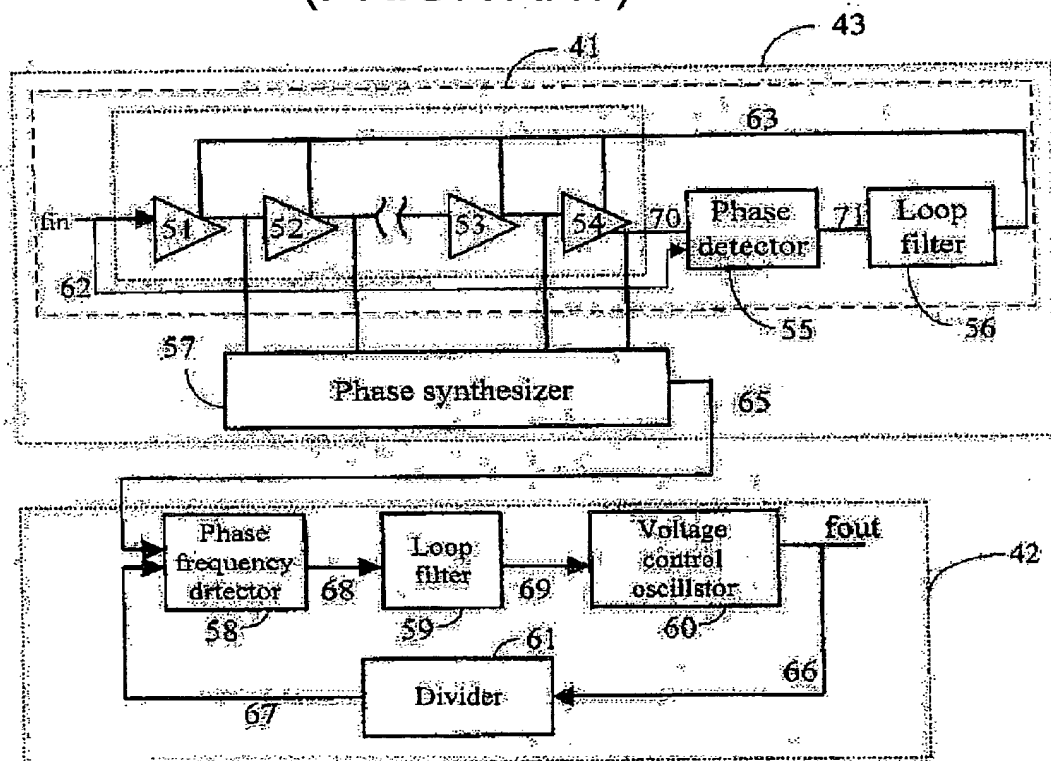 43
41
63
fin
51
52
53
54
70
Phase
detector
71
Loop
filter
62
55
56
57
Phase synthesizer
65
Phase
frequency
drtector
58
68
Loop
filter
59
69
Voltage
control
oscillstor
60
fout
42
61
Divider
66
67